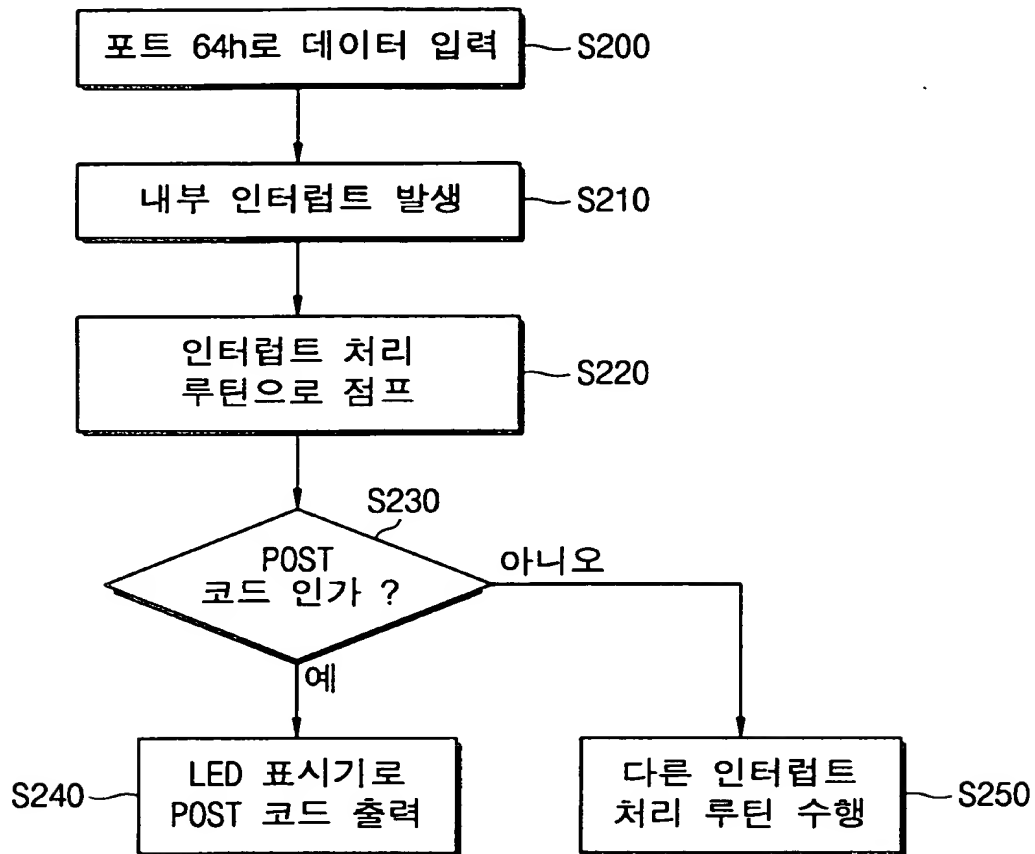 포트 64h로 데이터 입력
S200
내부 인터럽트 발생
S210
인터럽트 처리
루틴으로 점프
S220
S230
POST
코드 인가 ?
아니오
예
LED 표시기로
POST 코드 출력
S240
다른 인터럽트
처리 루틴 수행
S250